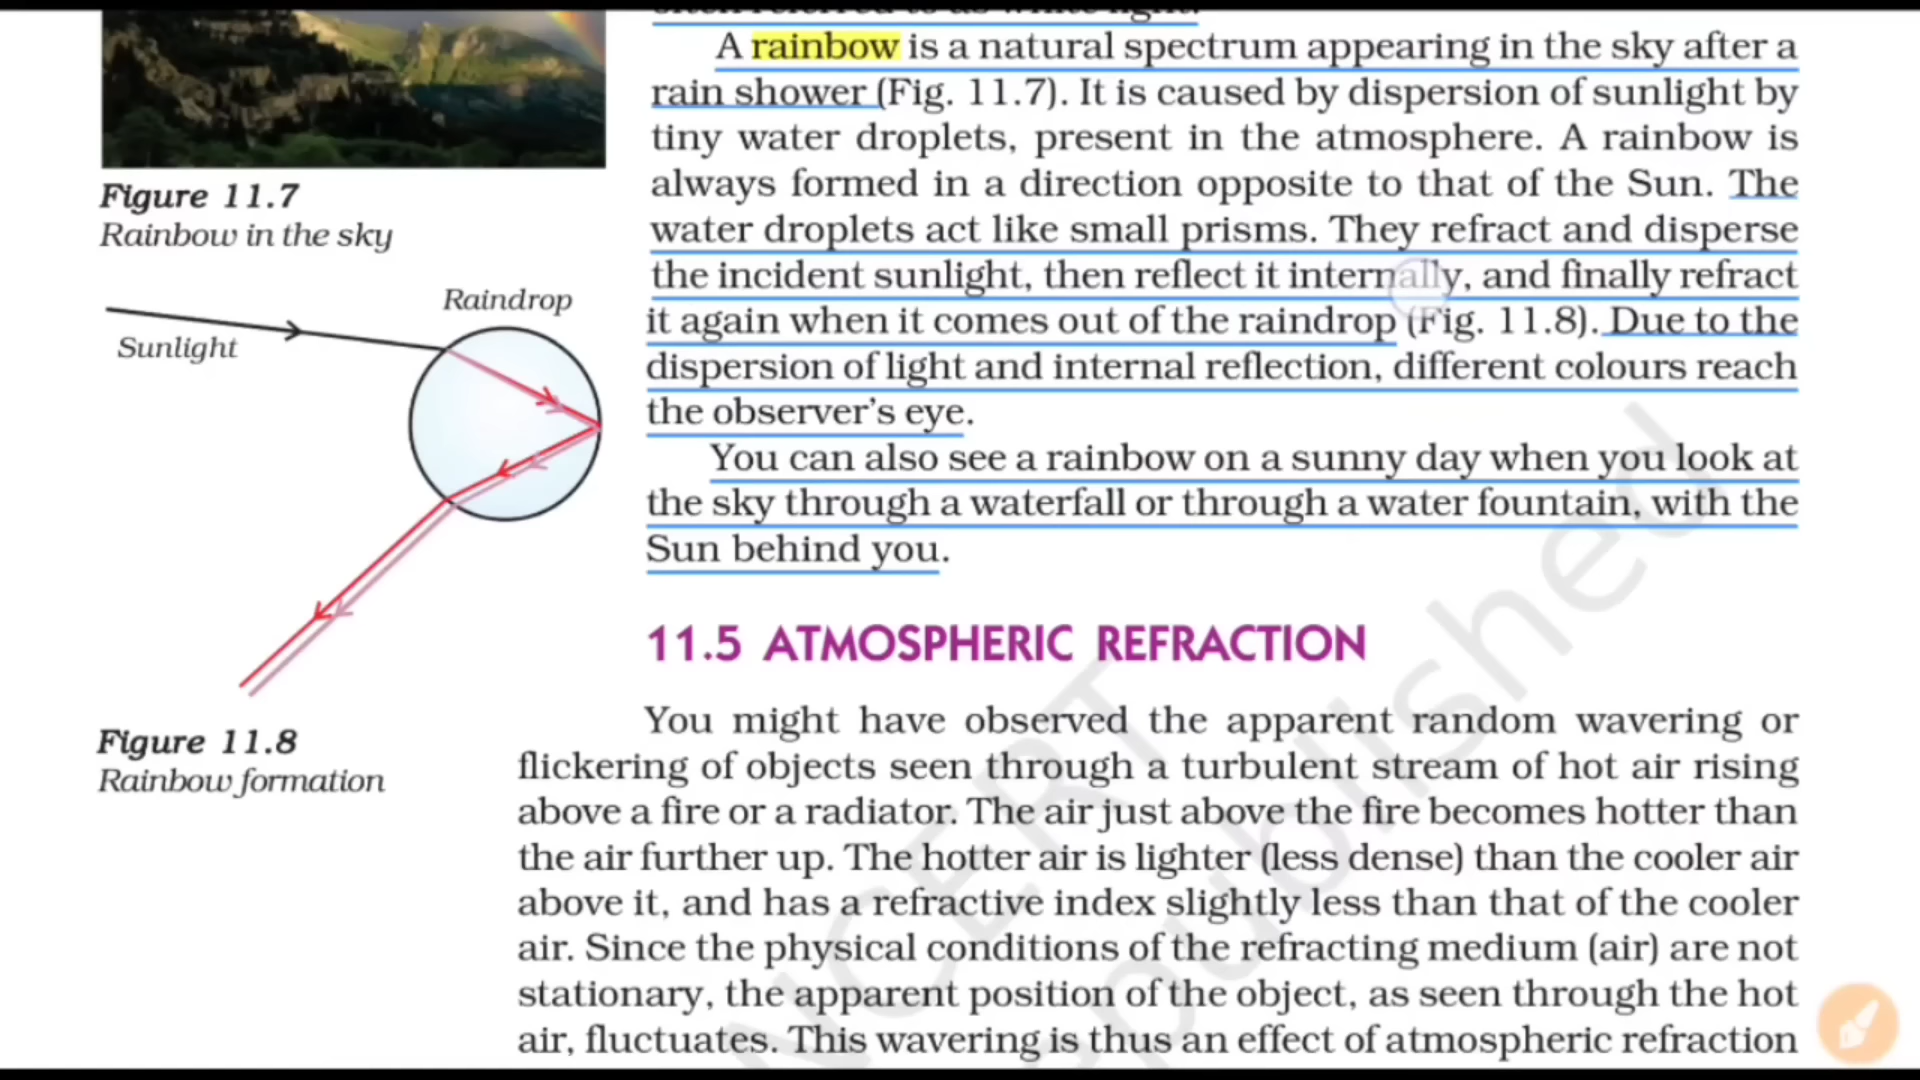 often referred to as white light.
A rainbow is a natural spectrum appearing in the sky after a
rain shower (Fig. 11.7). It is caused by dispersion of sunlight by
tiny water droplets, present in the atmosphere. A rainbow is
always formed in a direction opposite to that of the Sun. The
water droplets act like small prisms. They refract and disperse
the incident sunlight, then reflect it internally, and finally refract
it again when it comes out of the raindrop (Fig. 11.8). Due to the
dispersion of light and internal reflection, different colours reach
the observer's eye.
You can also see a rainbow on a sunny day when you look at
the sky through a waterfall or through a water fountain, with the
Sun behind you.
Figure 11.7
Rainbow in the sky
Raindrop
Sunlight
Figure 11.8
Rainbow formation
11.5 ATMOSPHERIC REFRACTION
You might have observed the apparent random wavering or
flickering of objects seen through a turbulent stream of hot air rising
above a fire or a radiator. The air just above the fire becomes hotter than
the air further up. The hotter air is lighter (less dense) than the cooler air
above it, and has a refractive index slightly less than that of the cooler
air. Since the physical conditions of the refracting medium (air) are not
stationary, the apparent position of the object, as seen through the hot
air, fluctuates. This wavering is thus an effect of atmospheric refraction
NCERT
published